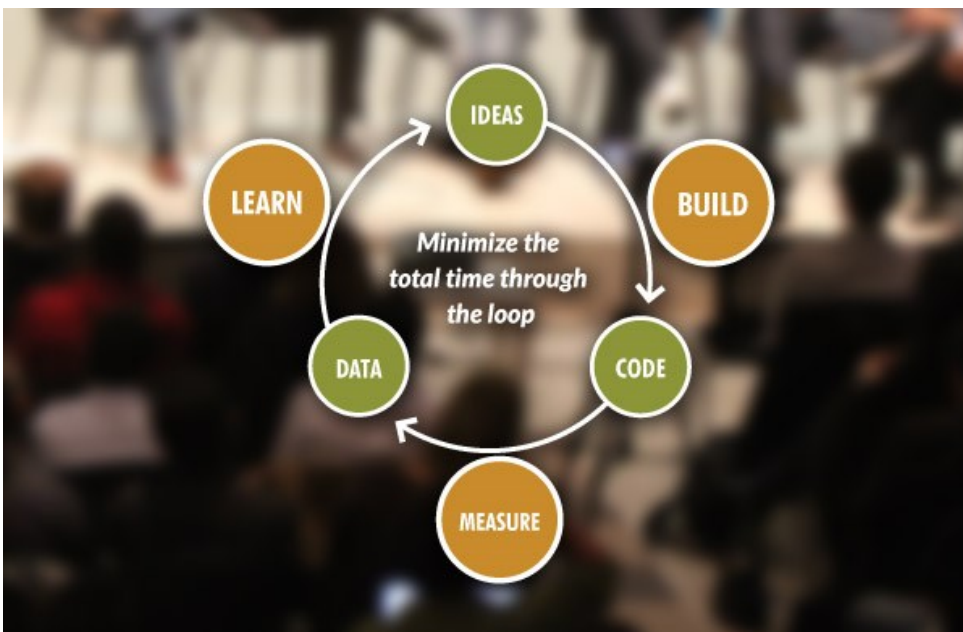 IDEAS
BUILD
LEARN
Minimize the
total time through
the loop
DATA
CODE
MEASURE